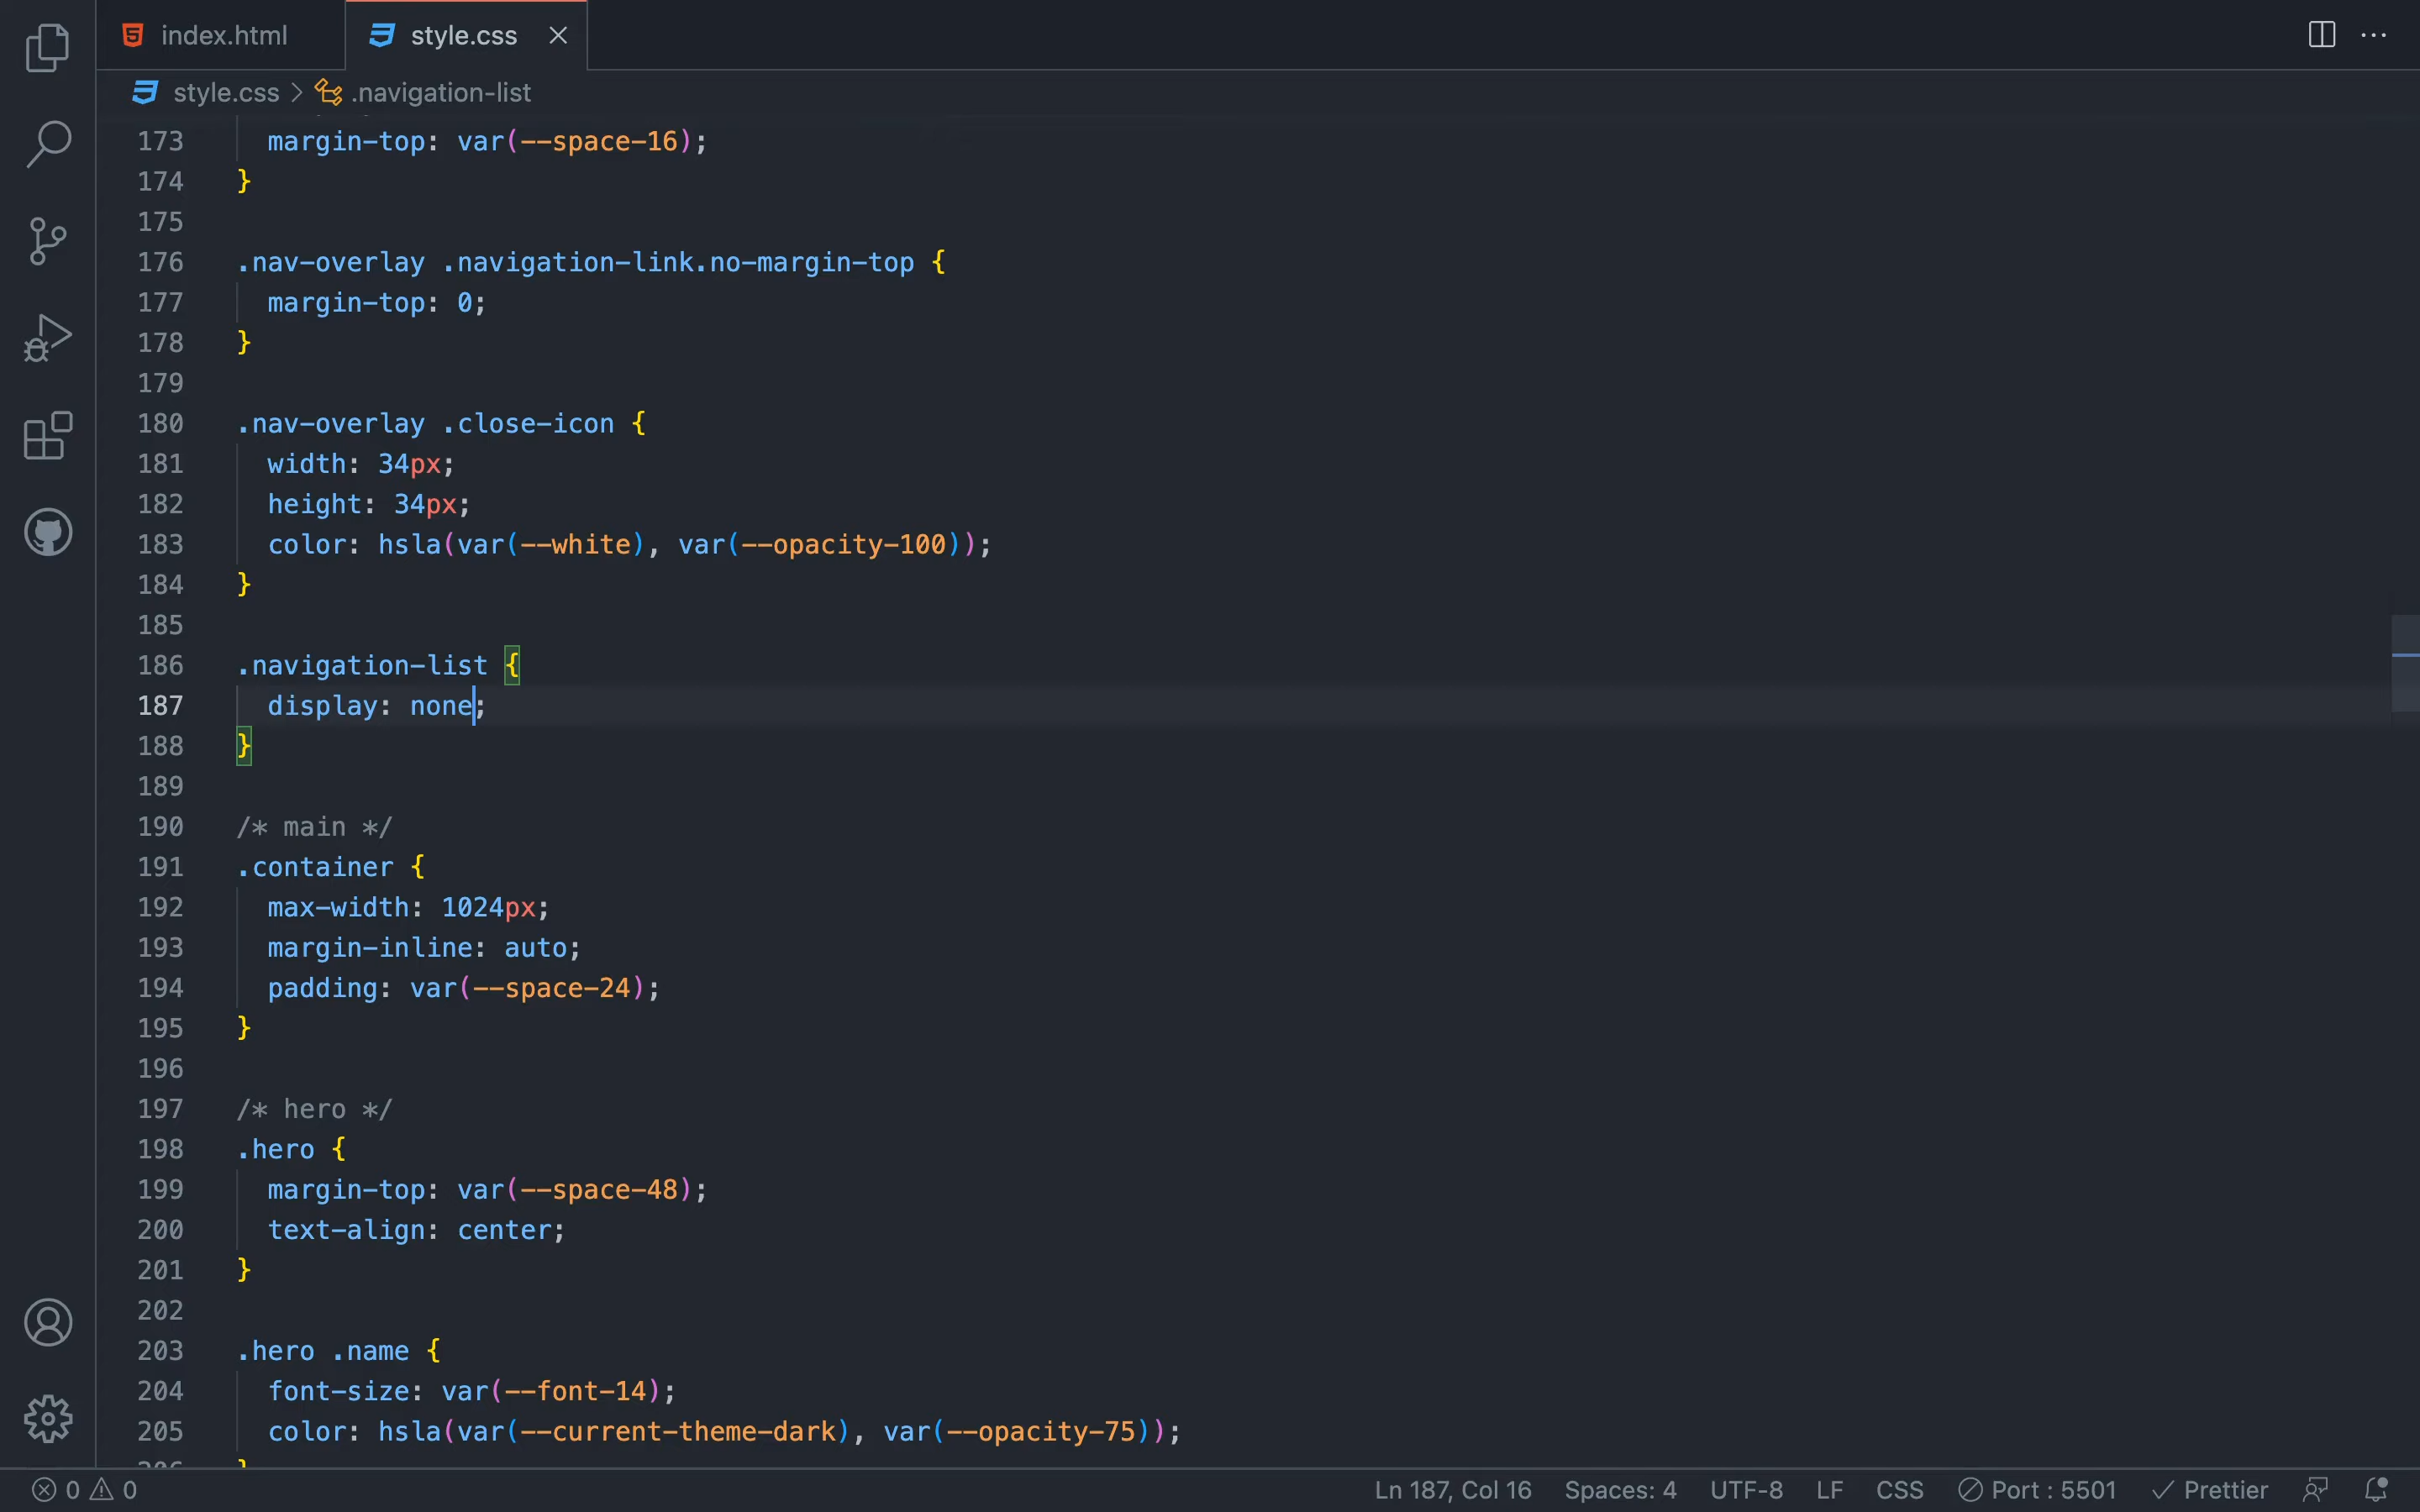 index.html
style.css
style.css > .navigation-list
173 margin-top: var(--space-16);
174 }
175
176 .nav-overlay .navigation-link.no-margin-top {
177 margin-top: 0;
178 }
179
180 .nav-overlay .close-icon {
181 width: 34px;
182 height: 34px;
183 color: hsla(var(--white), var(--opacity-100));
184 }
185
186 .navigation-list {
187 display: none;
188 }
189
190 /* main */
191 .container {
192 max-width: 1024px;
193 margin-inline: auto;
194 padding: var(--space-24);
195 }
196
197 /* hero */
198 .hero {
199 margin-top: var(--space-48);
200 text-align: center;
201 }
202
203 .hero .name {
204 font-size: var(--font-14);
205 color: hsla(var(--current-theme-dark), var(--opacity-75));
206 }
0 0 Ln 187, Col 16 Spaces: 4 UTF-8 LF CSS Port : 5501 Prettier